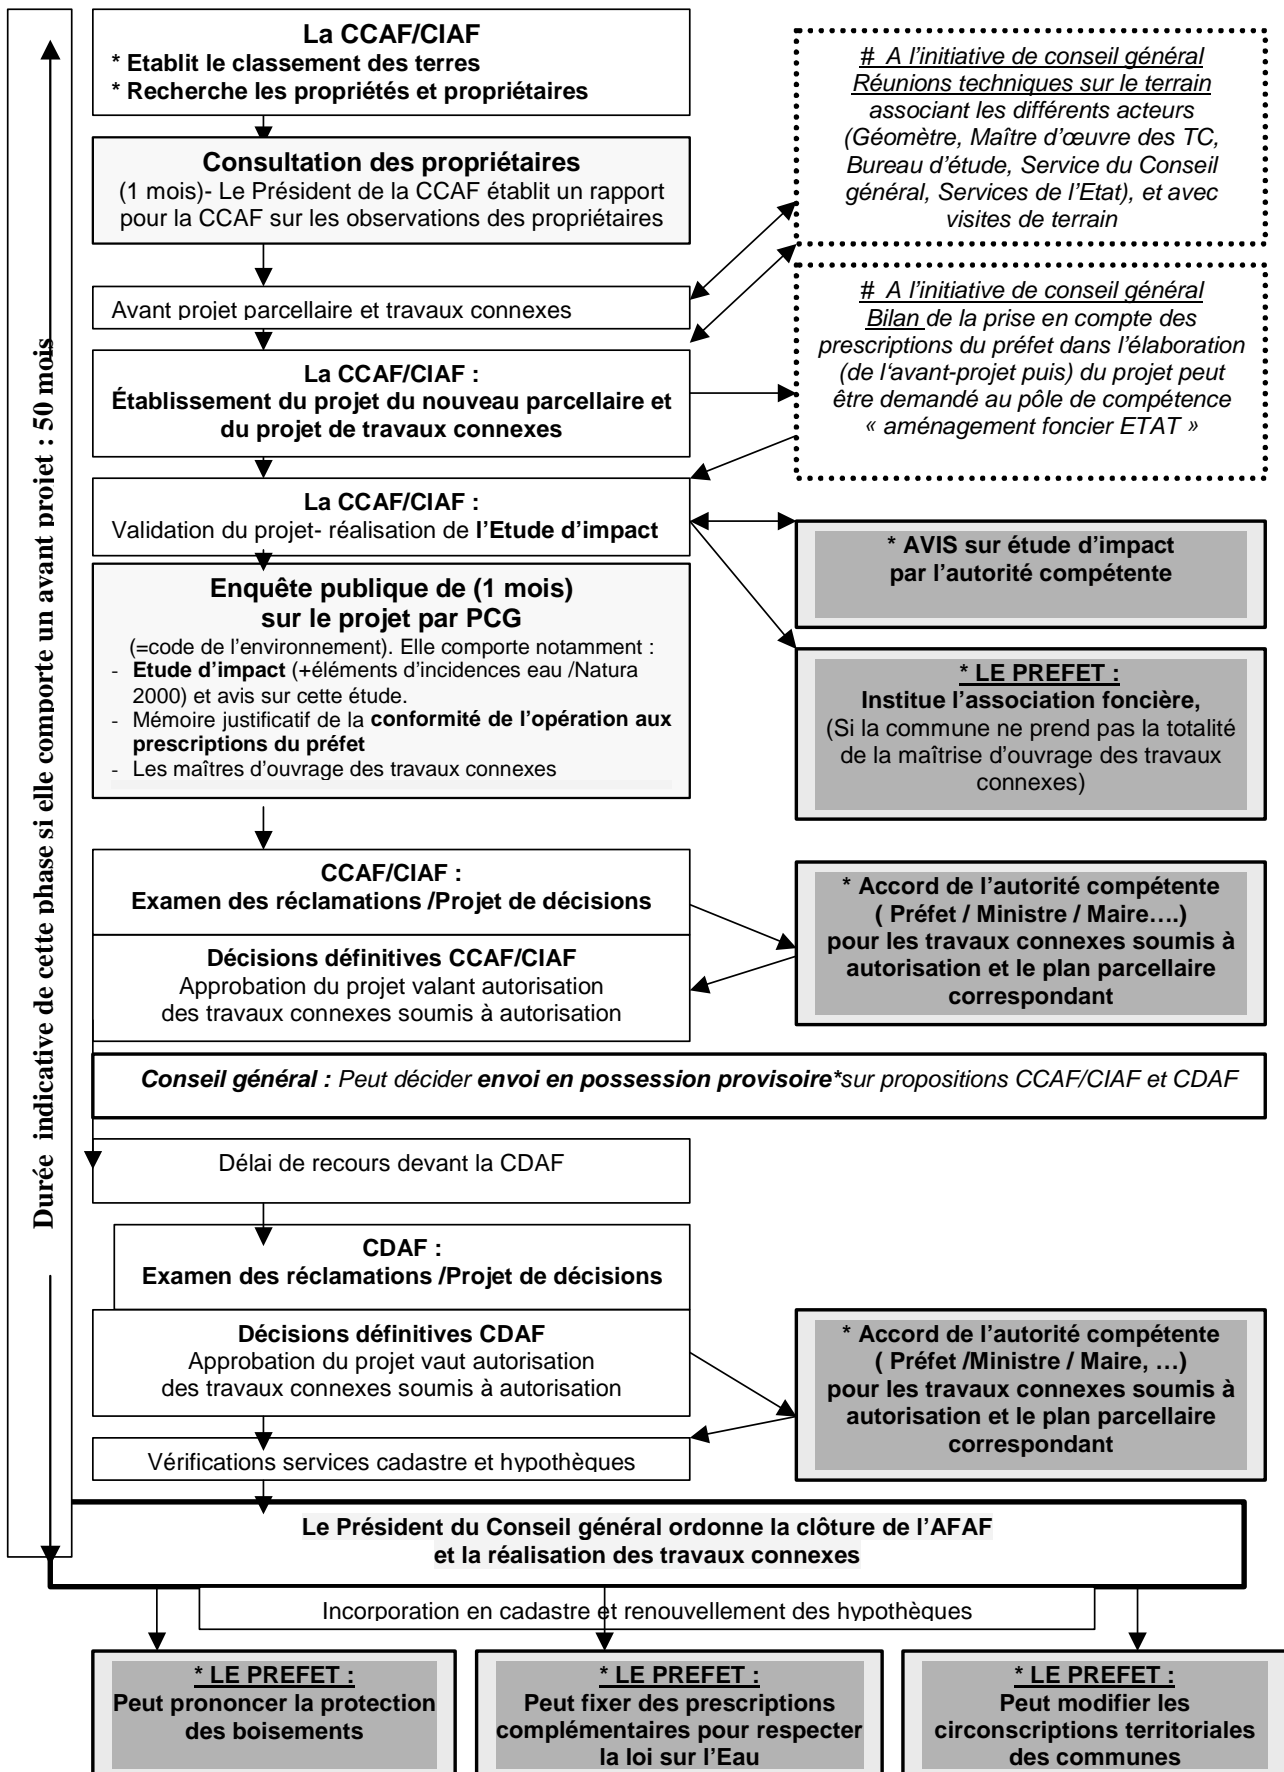 Durée indicative de cette phase si elle comporte un avant projet : 50 mois
La CCAF/CIAF
* Etablit le classement des terres
* Recherche les propriétés et propriétaires
Consultation des propriétaires
(1 mois)- Le Président de la CCAF établit un rapport
pour la CCAF sur les observations des propriétaires
Avant projet parcellaire et travaux connexes
La CCAF/CIAF :
Établissement du projet du nouveau parcellaire et
du projet de travaux connexes
La CCAF/CIAF :
Validation du projet- réalisation de l'Etude d'impact
Enquête publique de (1 mois)
sur le projet par PCG
(=code de l'environnement). Elle comporte notamment :
- Etude d'impact (+éléments d'incidences eau /Natura
2000) et avis sur cette étude.
- Mémoire justificatif de la conformité de l'opération aux
prescriptions du préfet
- Les maîtres d'ouvrage des travaux connexes
# A l'initiative de conseil général
Réunions techniques sur le terrain
associant les différents acteurs
(Géomètre, Maître d'œuvre des TC,
Bureau d'étude, Service du Conseil
général, Services de l'Etat), et avec
visites de terrain
# A l'initiative de conseil général
Bilan de la prise en compte des
prescriptions du préfet dans l'élaboration
(de l'avant-projet puis) du projet peut
être demandé au pôle de compétence
« aménagement foncier ETAT »
* AVIS sur étude d'impact
par l'autorité compétente
* LE PREFET :
Institue l'association foncière,
(Si la commune ne prend pas la totalité
de la maîtrise d'ouvrage des travaux
connexes)
CCAF/CIAF :
Examen des réclamations /Projet de décisions
Décisions définitives CCAF/CIAF
Approbation du projet valant autorisation
des travaux connexes soumis à autorisation
* Accord de l'autorité compétente
( Préfet / Ministre / Maire….)
pour les travaux connexes soumis à
autorisation et le plan parcellaire
correspondant
Conseil général : Peut décider envoi en possession provisoire*sur propositions CCAF/CIAF et CDAF
Délai de recours devant la CDAF
CDAF :
Examen des réclamations /Projet de décisions
Décisions définitives CDAF
Approbation du projet vaut autorisation
des travaux connexes soumis à autorisation
* Accord de l'autorité compétente
( Préfet /Ministre / Maire, …)
pour les travaux connexes soumis à
autorisation et le plan parcellaire
correspondant
Vérifications services cadastre et hypothèques
Le Président du Conseil général ordonne la clôture de l'AFAF
et la réalisation des travaux connexes
Incorporation en cadastre et renouvellement des hypothèques
* LE PREFET :
Peut prononcer la protection
des boisements
* LE PREFET :
Peut fixer des prescriptions
complémentaires pour respecter
la loi sur l'Eau
* LE PREFET :
Peut modifier les
circonscriptions territoriales
des communes